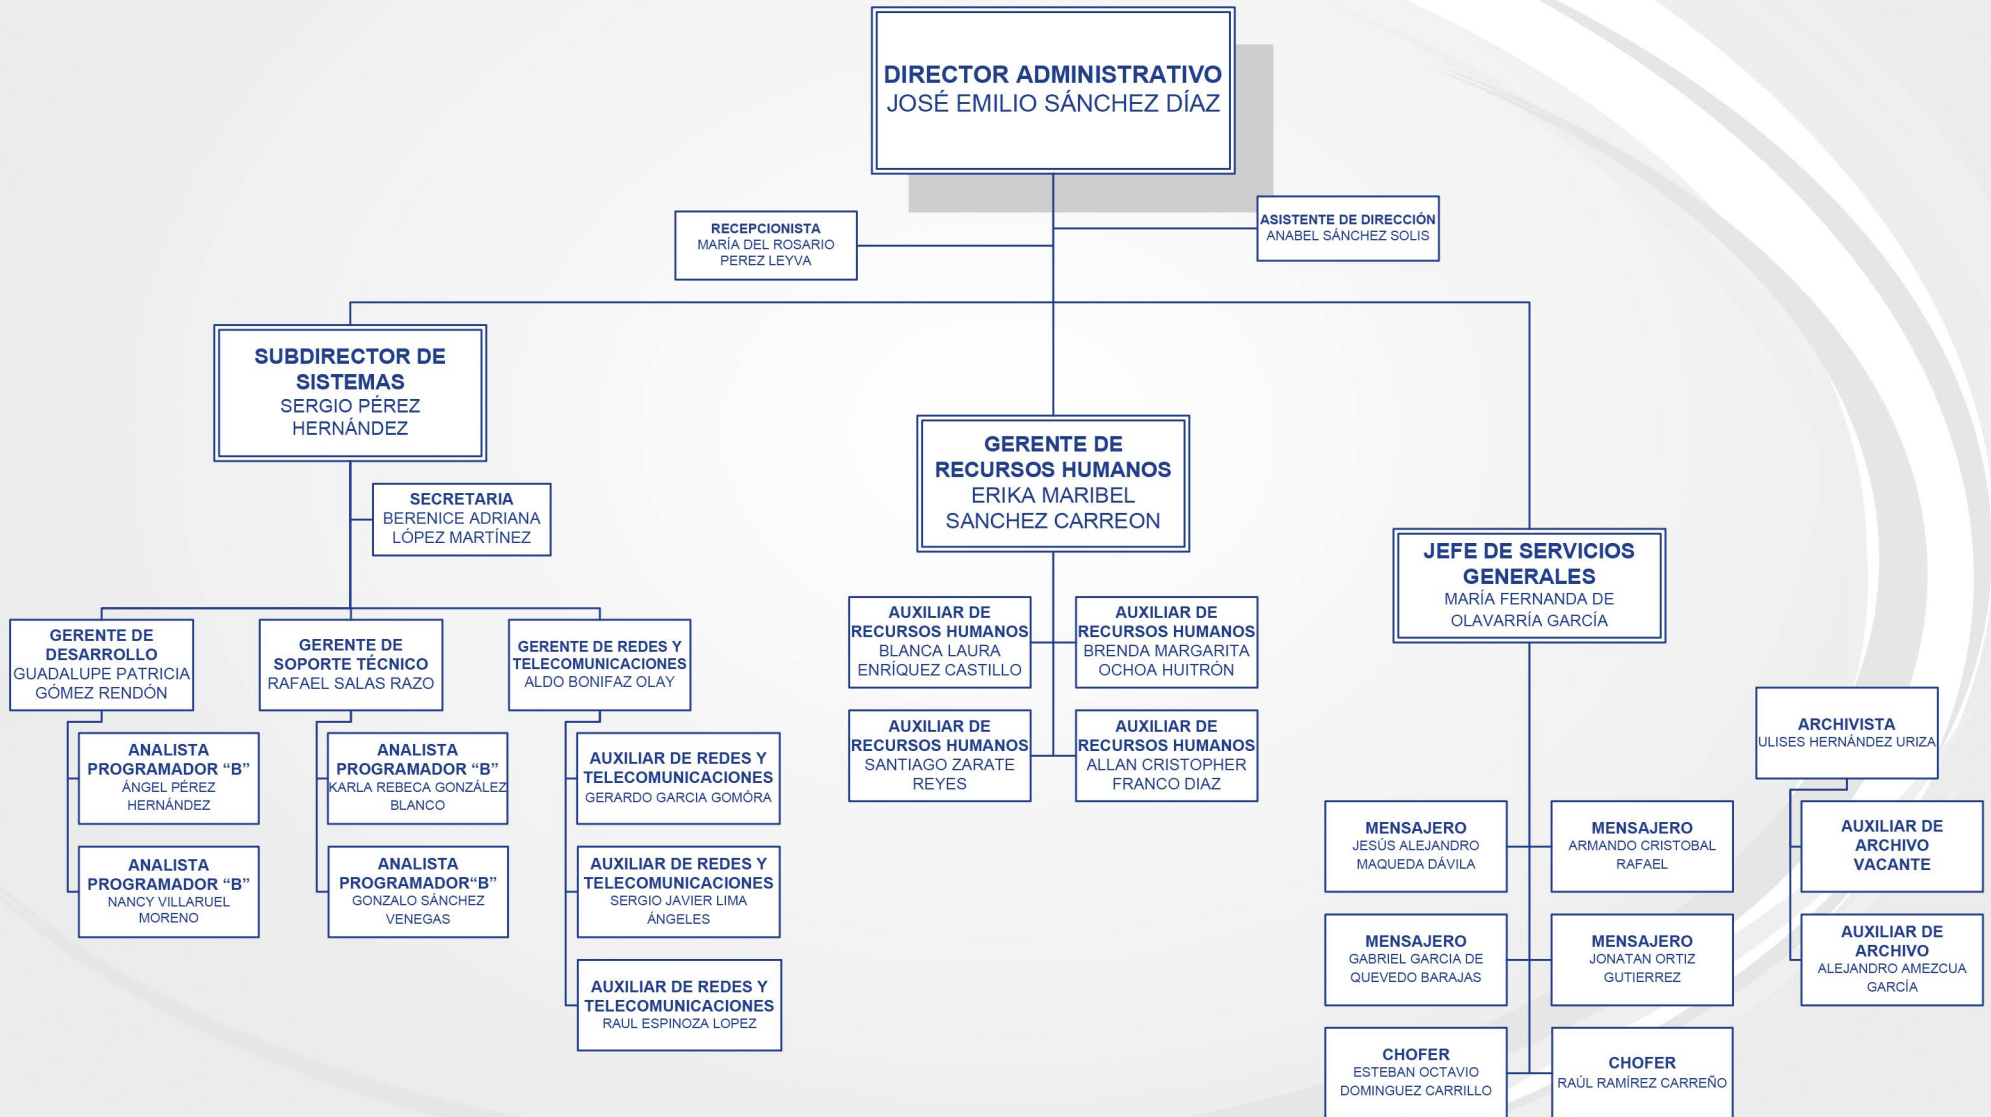 DIRECTOR ADMINISTRATIVO
JOSÉ EMILIO SÁNCHEZ DÍAZ
RECEPCIONISTA
MARÍA DEL ROSARIO
PEREZ LEYVA
ASISTENTE DE DIRECCIÓN
ANABEL SÁNCHEZ SOLIS
SUBDIRECTOR DE
SISTEMAS
SERGIO PÉREZ
HERNÁNDEZ
SECRETARIA
BERENICE ADRIANA
LÓPEZ MARTÍNEZ
GERENTE DE
DESARROLLO
GUADALUPE PATRICIA
GÓMEZ RENDÓN
ANALISTA
PROGRAMADOR “B”
ÁNGEL PÉREZ
HERNÁNDEZ
ANALISTA
PROGRAMADOR “B”
NANCY VILLARUEL
MORENO
GERENTE DE
SOPORTE TÉCNICO
RAFAEL SALAS RAZO
ANALISTA
PROGRAMADOR “B”
KARLA REBECA GONZÁLEZ
BLANCO
ANALISTA
PROGRAMADOR“B”
GONZALO SÁNCHEZ
VENEGAS
GERENTE DE REDES Y
TELECOMUNICACIONES
ALDO BONIFAZ OLAY
AUXILIAR DE REDES Y
TELECOMUNICACIONES
GERARDO GARCIA GOMÓRA
AUXILIAR DE REDES Y
TELECOMUNICACIONES
SERGIO JAVIER LIMA
ÁNGELES
AUXILIAR DE REDES Y
TELECOMUNICACIONES
RAUL ESPINOZA LOPEZ
GERENTE DE
RECURSOS HUMANOS
ERIKA MARIBEL
SANCHEZ CARREON
AUXILIAR DE
RECURSOS HUMANOS
BLANCA LAURA
ENRÍQUEZ CASTILLO
AUXILIAR DE
RECURSOS HUMANOS
BRENDA MARGARITA
OCHOA HUITRÓN
AUXILIAR DE
RECURSOS HUMANOS
SANTIAGO ZARATE
REYES
AUXILIAR DE
RECURSOS HUMANOS
ALLAN CRISTOPHER
FRANCO DIAZ
JEFE DE SERVICIOS
GENERALES
MARÍA FERNANDA DE
OLAVARRÍA GARCÍA
MENSAJERO
JESÚS ALEJANDRO
MAQUEDA DÁVILA
MENSAJERO
ARMANDO CRISTOBAL
RAFAEL
MENSAJERO
GABRIEL GARCIA DE
QUEVEDO BARAJAS
MENSAJERO
JONATAN ORTIZ
GUTIERREZ
CHOFER
ESTEBAN OCTAVIO
DOMINGUEZ CARRILLO
CHOFER
RAÚL RAMÍREZ CARREÑO
ARCHIVISTA
ULISES HERNÁNDEZ URIZA
AUXILIAR DE
ARCHIVO
VACANTE
AUXILIAR DE
ARCHIVO
ALEJANDRO AMEZCUA
GARCÍA